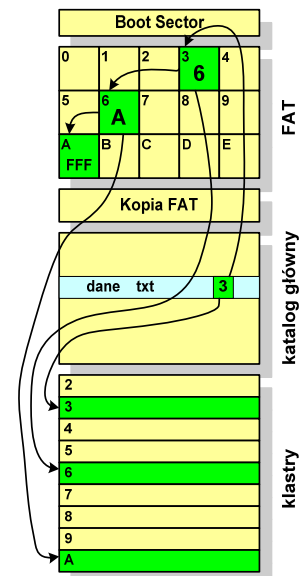 Boot Sector
0 1 2 3 4
6
5 6 7 8 9
A
A B C D E
FFF
FAT
Kopia FAT
katalog główny
dane txt 3
klastry
2
3
4
5
6
7
8
9
A